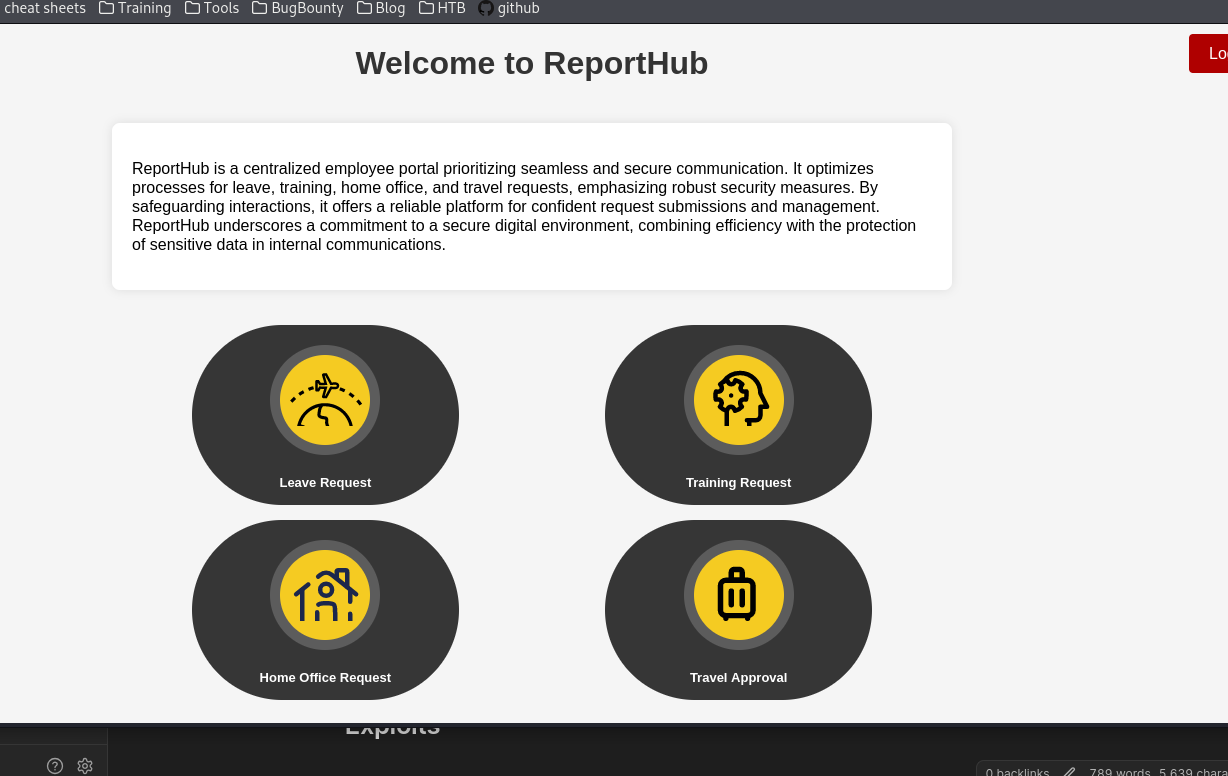 cheat sheets Training Tools BugBounty Blog HTB github
Welcome to ReportHub
ReportHub is a centralized employee portal prioritizing seamless and secure communication. It optimizes
processes for leave, training, home office, and travel requests, emphasizing robust security measures. By
safeguarding interactions, it offers a reliable platform for confident request submissions and management.
ReportHub underscores a commitment to a secure digital environment, combining efficiency with the protection
of sensitive data in internal communications.
Leave Request
Training Request
Home Office Request
Travel Approval
Exploits
0 backlinks 789 words 5,639